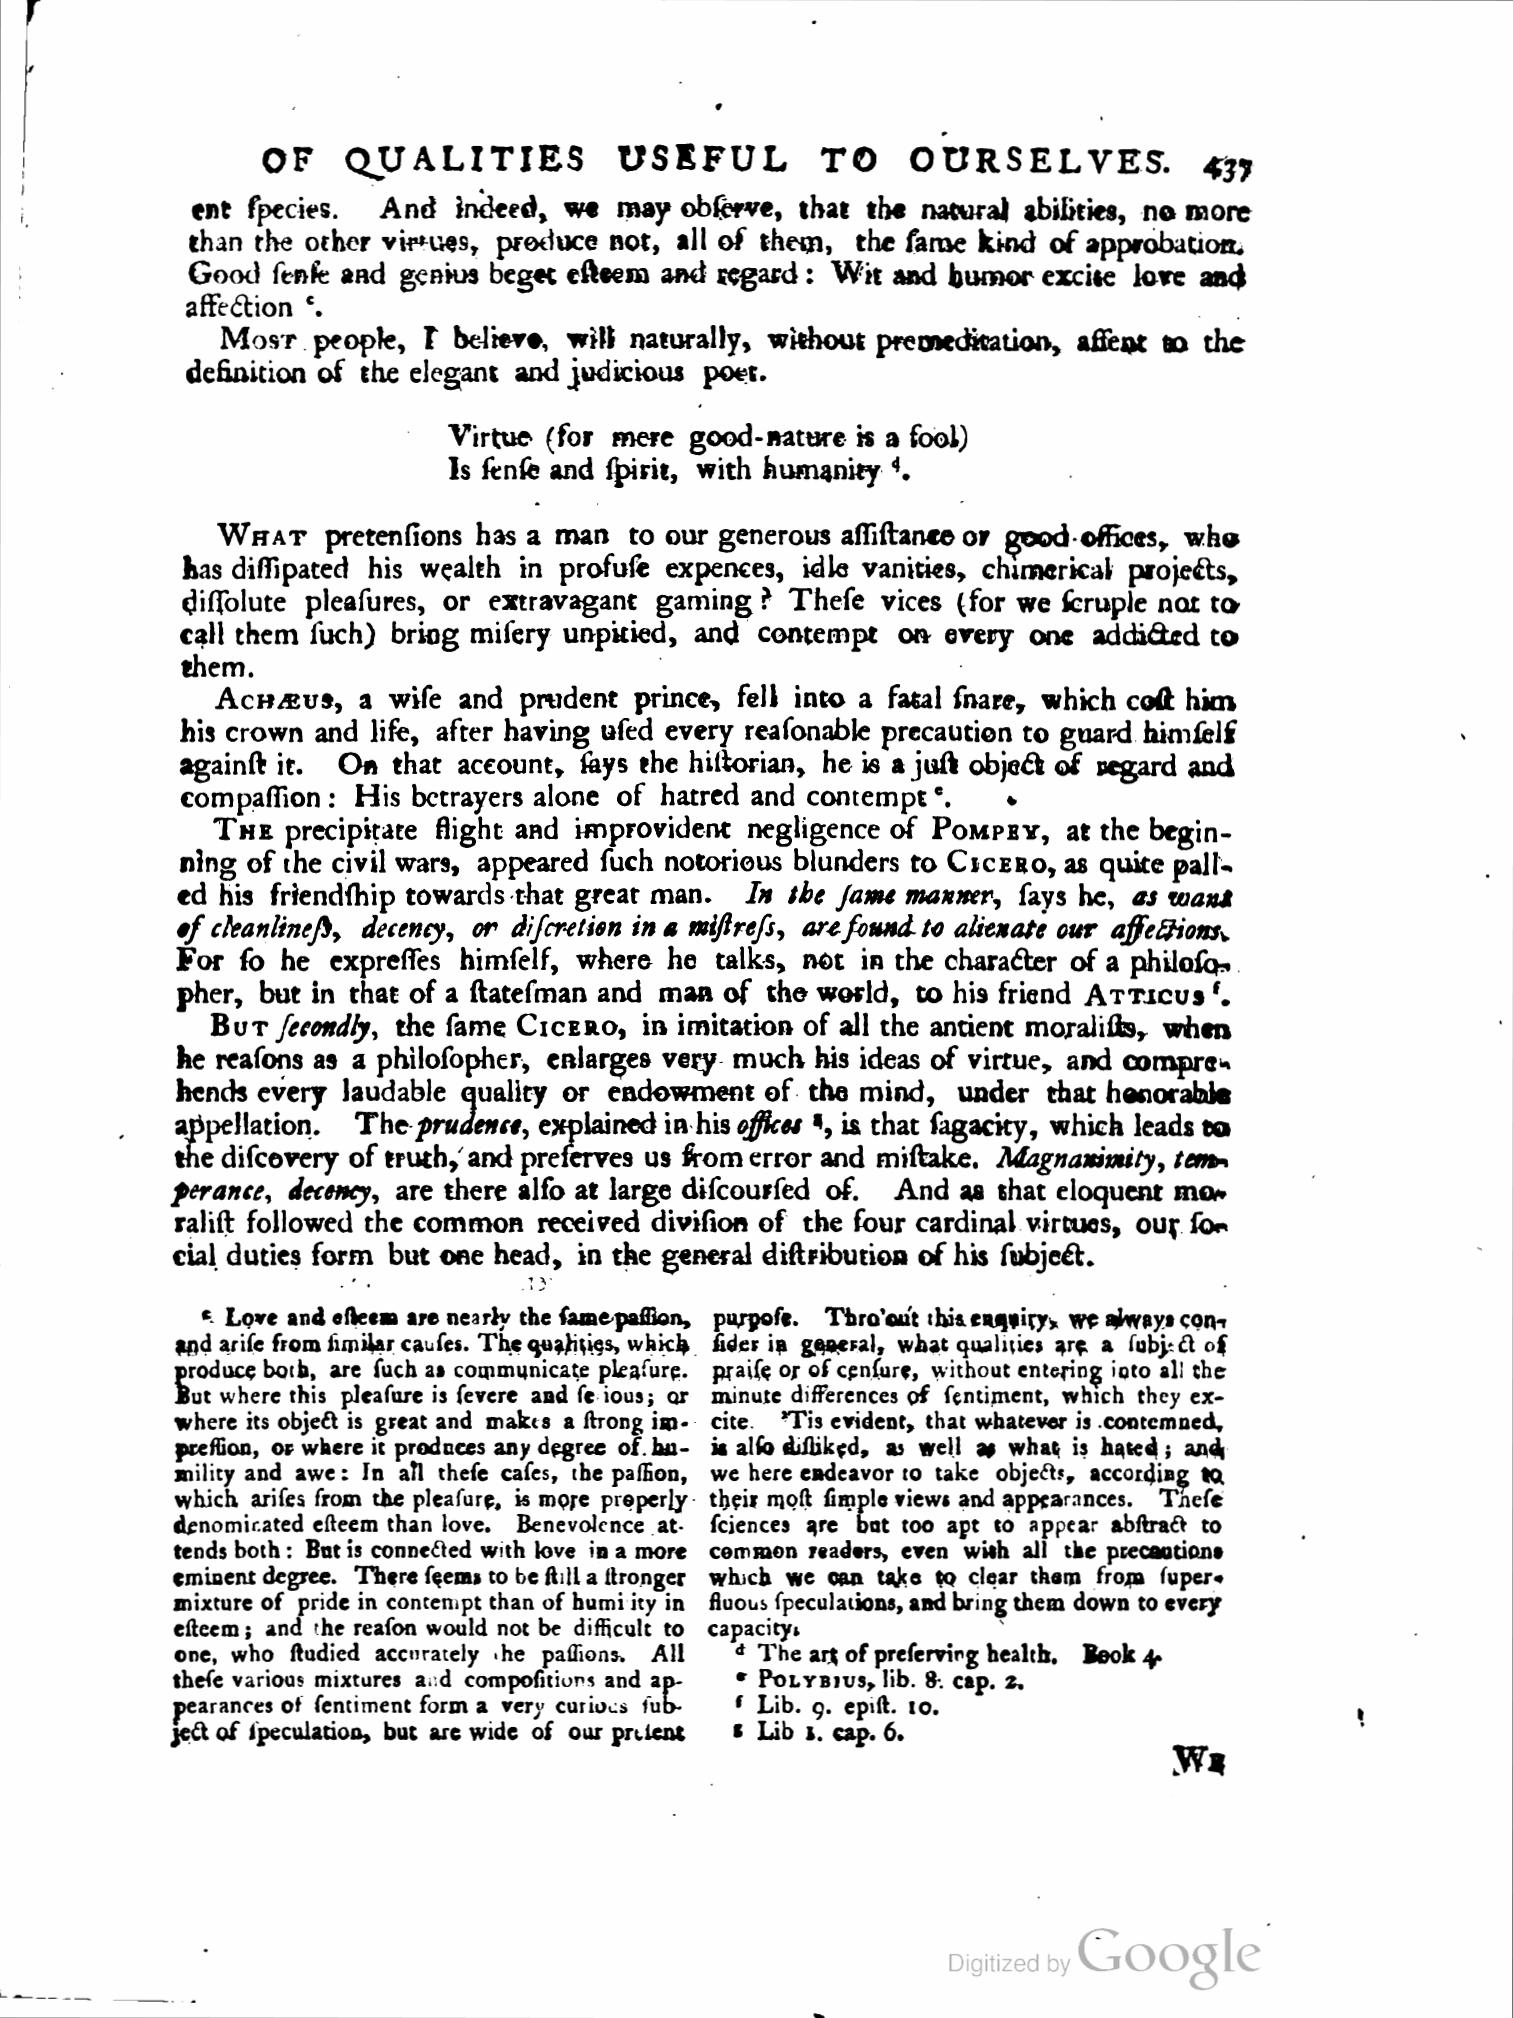 OF QUALITIES USEFUL TO OURSELVES. 437
ent ſpecies. And indeed, we may obſerve, that the natural abilities, no more
than the other virtues, produce not, all of them, the ſame kind of approbation.
Good ſenſe and genius beget eſteem and regard: Wit and humor excite love and
affection c.
MOST people, I believe, will naturally, without premeditation, aſſent to the
definition of the elegant and judicious poet.
Virtue (for mere good-nature is a fool)
Is ſenſe and ſpirit, with humanity d.
WHAT pretenſions has a man to our generous aſſiſtance or good offices, who
has diſſipated his wealth in profuſe expences, idle vanities, chimerical projects,
diſſolute pleaſures, or extravagant gaming? Theſe vices (for we ſcruple not to
call them ſuch) bring miſery unpitied, and contempt on every one addicted to
them.
ACHÆUS, a wiſe and prudent prince, fell into a fatal ſnare, which coſt him
his crown and life, after having uſed every reaſonable precaution to guard himſelf
againſt it. On that account, ſays the hiſtorian, he is a juſt object of regard and
compaſſion: His betrayers alone of hatred and contempt e.
THE precipitate flight and improvident negligence of POMPEY, at the begin-
ning of the civil wars, appeared ſuch notorious blunders to CICERO, as quite pall-
ed his friendſhip towards that great man. In the ſame manner, ſays he, as want
of cleanlineſs, decency, or diſcretion in a miſtreſs, are found to alienate our affections.
For ſo he expreſſes himſelf, where he talks, not in the character of a philoſo-
pher, but in that of a ſtateſman and man of the world, to his friend ATTICUS f.
BUT ſecondly, the ſame CICERO, in imitation of all the antient moraliſts, when
he reaſons as a philoſopher, enlarges very much his ideas of virtue, and compre-
hends every laudable quality or endowment of the mind, under that honorable
appellation. The prudence, explained in his offices g, is that ſagacity, which leads to
the diſcovery of truth, and preſerves us from error and miſtake. Magnanimity, tem-
perance, decency, are there alſo at large diſcourſed of. And as that eloquent mo-
raliſt followed the common received diviſion of the four cardinal virtues, our ſo-
cial duties form but one head, in the general diſtribution of his ſubject.
c Love and eſteem are nearly the ſame paſſion,
and ariſe from ſimilar cauſes. The qualities, which
produce both, are ſuch as communicate pleaſure.
But where this pleaſure is ſevere and ſerious; or
where its object is great and makes a ſtrong im-
preſſion, or where it produces any degree of hu-
mility and awe: In all theſe caſes, the paſſion,
which ariſes from the pleaſure, is more properly
denominated eſteem than love. Benevolence at-
tends both: But is connected with love in a more
eminent degree. There ſeems to be ſtill a ſtronger
mixture of pride in contempt than of humility in
eſteem; and the reaſon would not be difficult to
one, who ſtudied accurately the paſſions. All
theſe various mixtures and compoſitions and ap-
pearances of ſentiment form a very curious ſub-
ject of ſpeculation, but are wide of our preſent
purpoſe. Thro'out this enquiry, we always con-
ſider in general, what qualities are a ſubject of
praiſe or of cenſure, without entering into all the
minute differences of ſentiment, which they ex-
cite. 'Tis evident, that whatever is contemned,
is alſo diſliked, as well as what is hated; and
we here endeavor to take objects, according to
their moſt ſimple views and appearances. Theſe
ſciences are but too apt to appear abſtract to
common readers, even with all the precautions
which we can take to clear them from ſuper-
fluous ſpeculations, and bring them down to every
capacity.
d The art of preſerving health. Book 4.
e POLYBIUS, lib. 8. cap. 2.
f Lib. 9. epiſt. 10.
g Lib 1. cap. 6.
WE
Digitized by Google